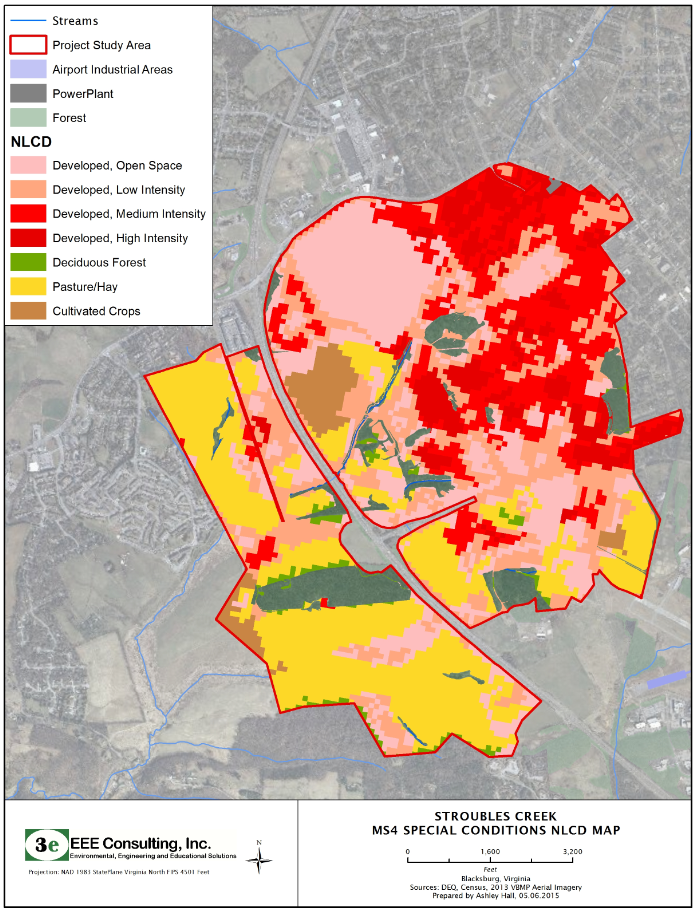 Streams
Project Study Area
Airport Industrial Areas
PowerPlant
Forest
NLCD
Developed, Open Space
Developed, Low Intensity
Developed, Medium Intensity
Developed, High Intensity
Deciduous Forest
Pasture/Hay
Cultivated Crops
3e EEE Consulting, Inc.
Environmental, Engineering and Educational Solutions
Projection: NAD 1983 StatePlane Virginia North FIPS 4501 Feet
N
STROUBLES CREEK
MS4 SPECIAL CONDITIONS NLCD MAP
0 1,600 3,200
Feet
Blacksburg, Virginia
Sources: DEQ, Census, 2013 VBMP Aerial Imagery
Prepared by Ashley Hall, 05.06.2015